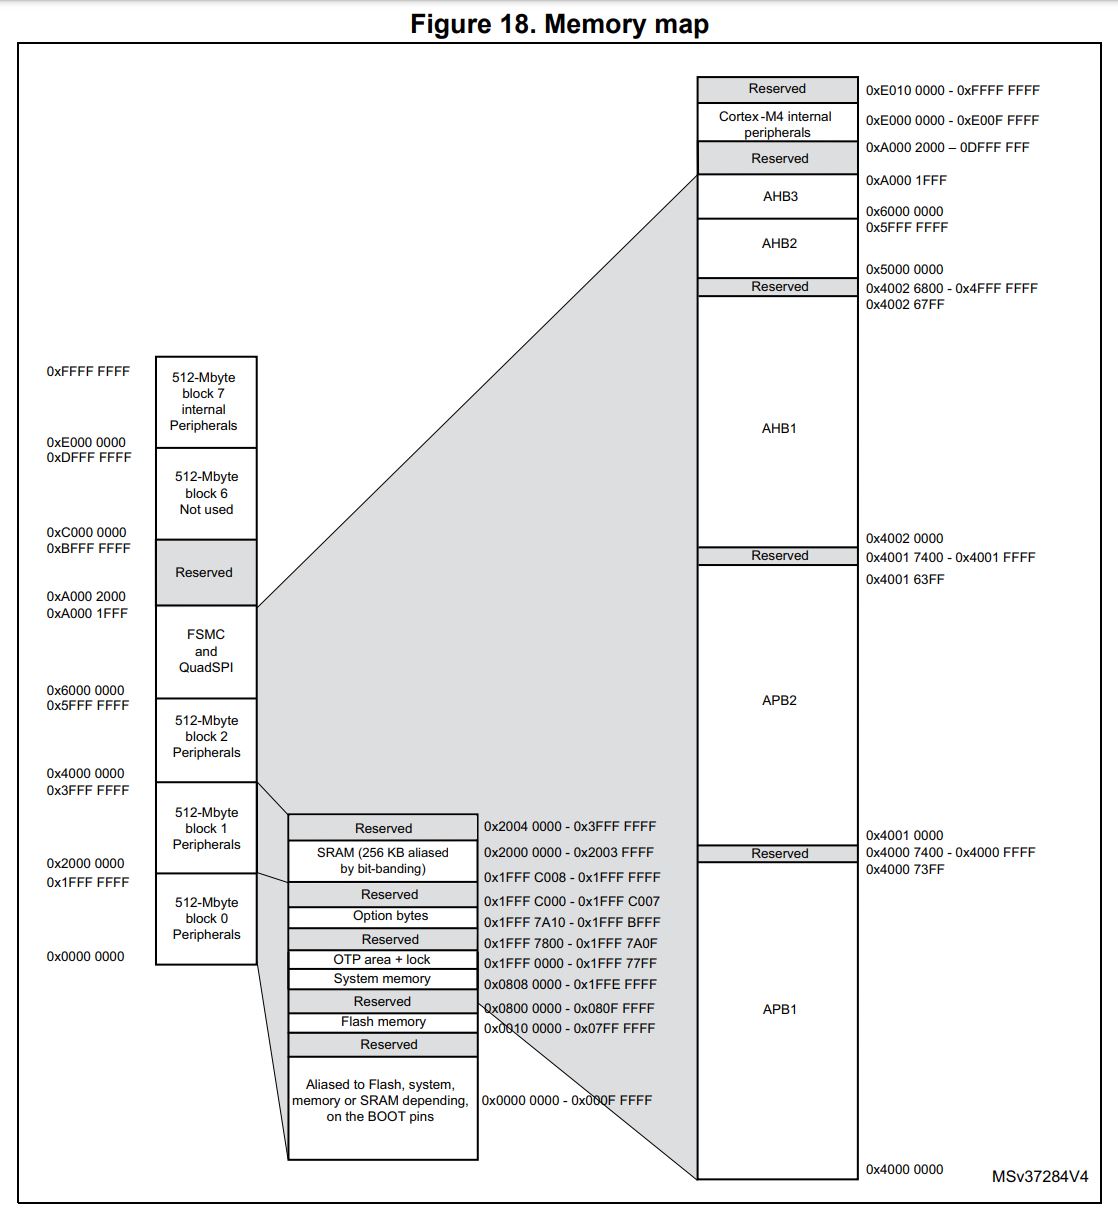 Figure 18. Memory map
Reserved
0xE010 0000 - 0xFFFF FFFF
Cortex-M4 internal
peripherals
0xE000 0000 - 0xE00F FFFF
Reserved
0xA000 2000 – 0DFFF FFF
0xA000 1FFF
AHB3
0x6000 0000
0x5FFF FFFF
AHB2
0x5000 0000
Reserved
0x4002 6800 - 0x4FFF FFFF
0x4002 67FF
AHB1
0x4002 0000
Reserved
0x4001 7400 - 0x4001 FFFF
0x4001 63FF
APB2
0x4001 0000
Reserved
0x4000 7400 - 0x4000 FFFF
0x4000 73FF
APB1
0x4000 0000
0xFFFF FFFF
512-Mbyte
block 7
internal
Peripherals
0xE000 0000
0xDFFF FFFF
512-Mbyte
block 6
Not used
0xC000 0000
0xBFFF FFFF
Reserved
0xA000 2000
0xA000 1FFF
FSMC
and
QuadSPI
0x6000 0000
0x5FFF FFFF
512-Mbyte
block 2
Peripherals
0x4000 0000
0x3FFF FFFF
512-Mbyte
block 1
Peripherals
0x2000 0000
0x1FFF FFFF
512-Mbyte
block 0
Peripherals
0x0000 0000
Reserved
0x2004 0000 - 0x3FFF FFFF
SRAM (256 KB aliased
by bit-banding)
0x2000 0000 - 0x2003 FFFF
0x1FFF C008 - 0x1FFF FFFF
Reserved
0x1FFF C000 - 0x1FFF C007
Option bytes
0x1FFF 7A10 - 0x1FFF BFFF
Reserved
0x1FFF 7800 - 0x1FFF 7A0F
OTP area + lock
0x1FFF 0000 - 0x1FFF 77FF
System memory
0x0808 0000 - 0x1FFE FFFF
Reserved
0x0800 0000 - 0x080F FFFF
Flash memory
0x0010 0000 - 0x07FF FFFF
Reserved
Aliased to Flash, system,
memory or SRAM depending,
on the BOOT pins
0x0000 0000 - 0x000F FFFF
MSv37284V4